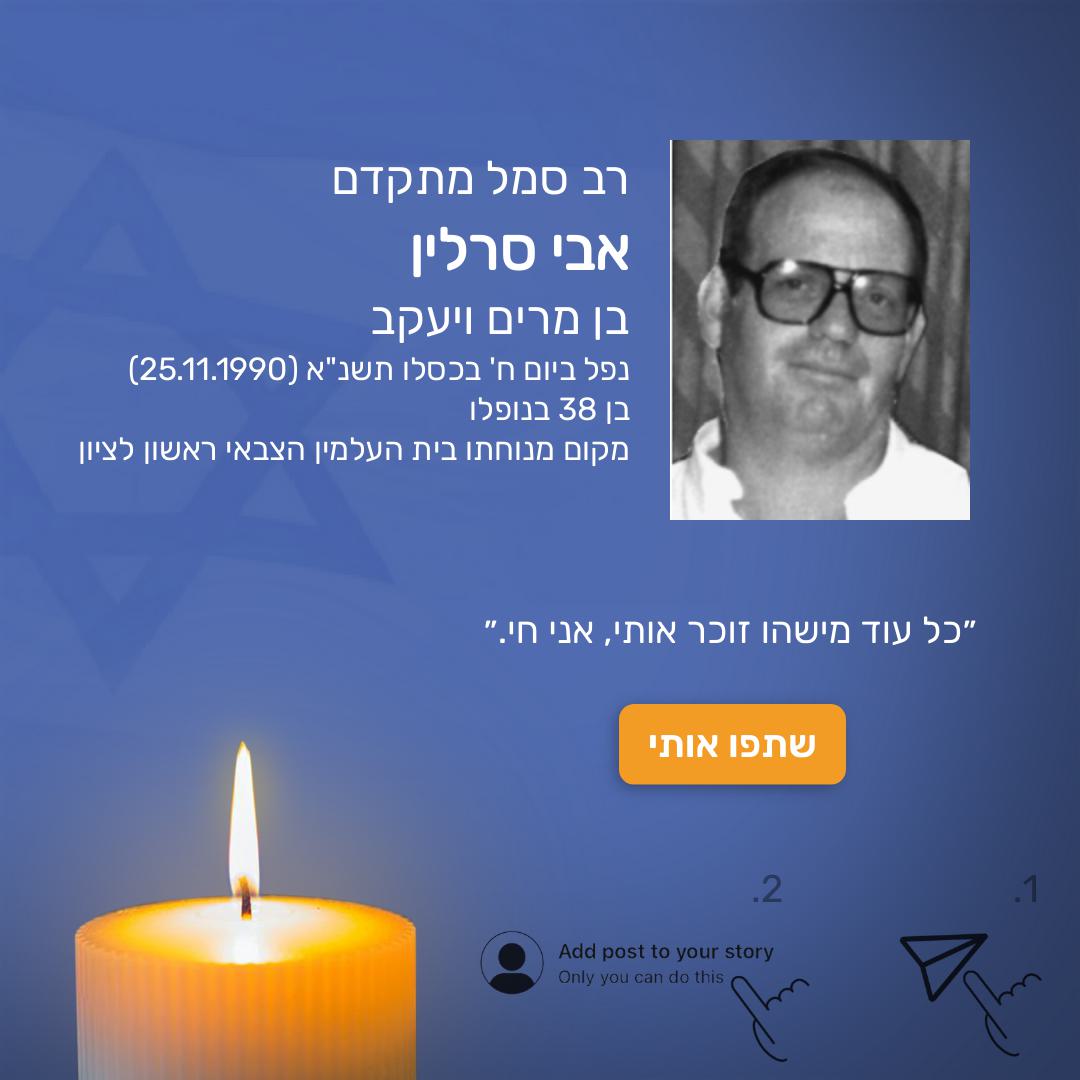 רב סמל מתקדם
אבי סרלין
בן מרים ויעקב
נפל ביום ח' בכסלו תשנ"א (25.11.1990)
בן 38 בנופלו
מקום מנוחתו בית העלמין הצבאי ראשון לציון
"כל עוד מישהו זוכר אותי, אני חי."
שתפו אותי
1.
2.
Add post to your story
Only you can do this